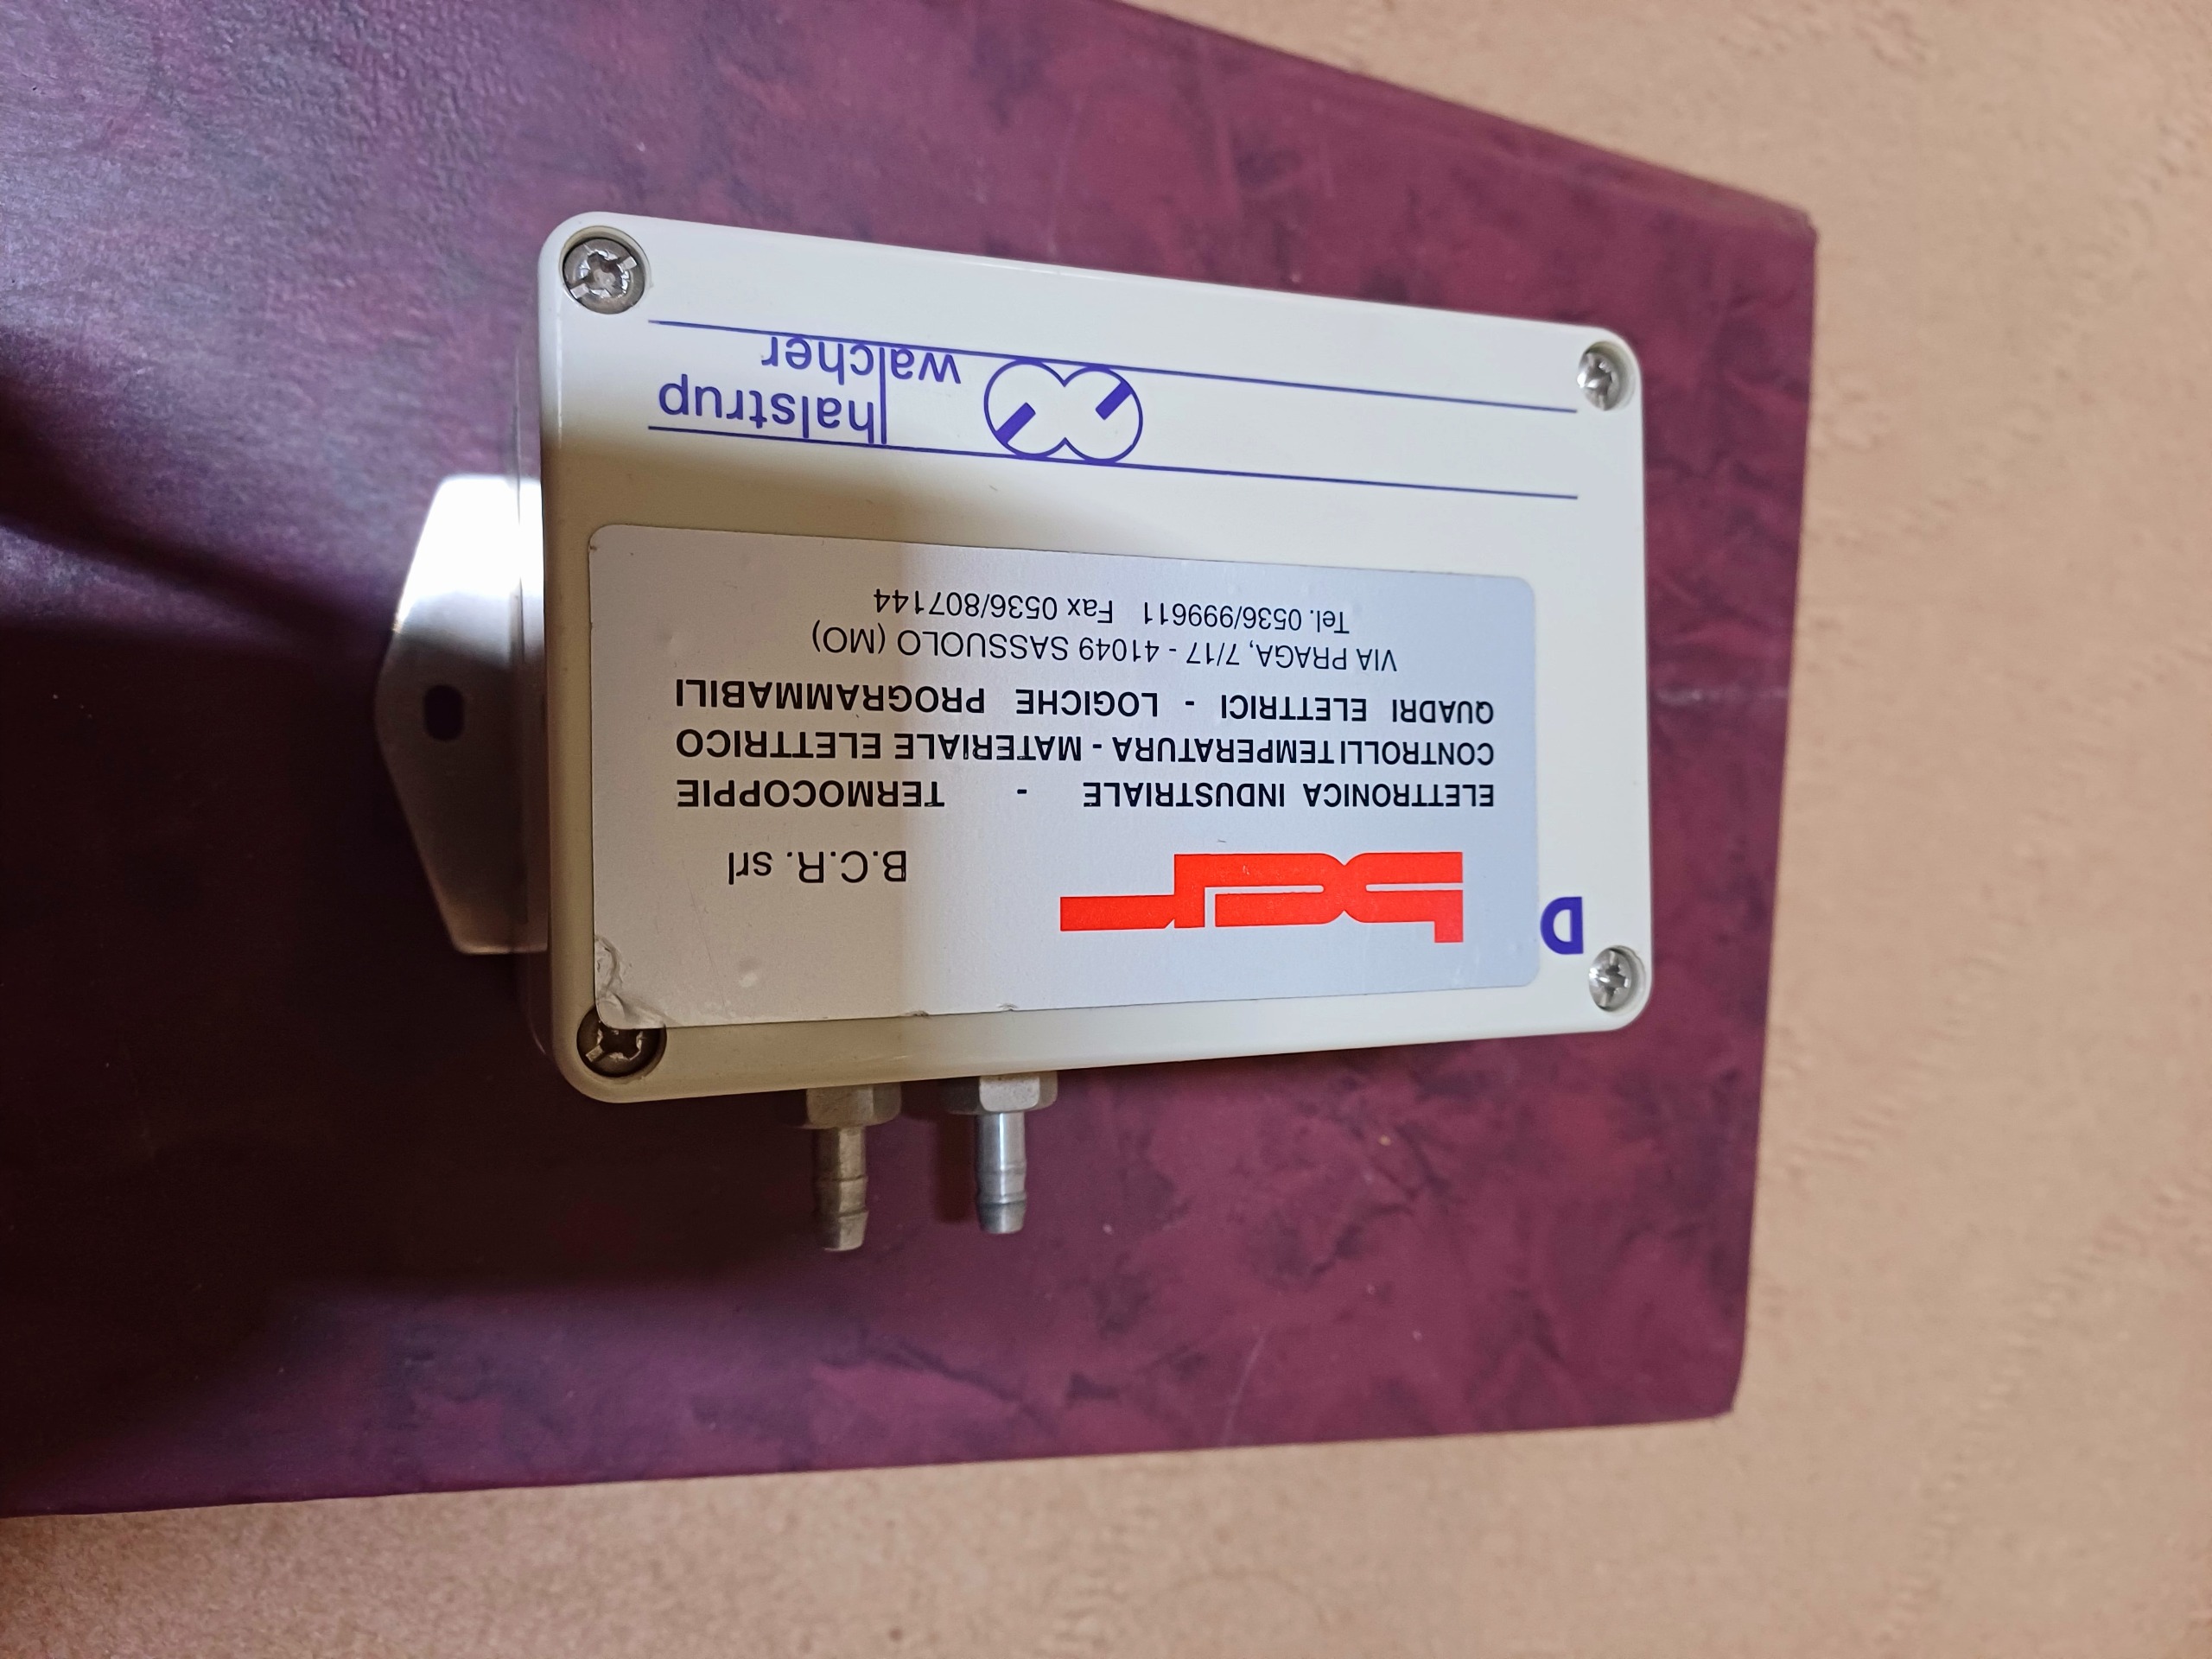 bcr
B.C.R. srl
ELETTRONICA INDUSTRIALE - TERMOCOPPIE
CONTROLLI TEMPERATURA - MATERIALE ELETTRICO
QUADRI ELETTRICI - LOGICHE PROGRAMMABILI
VIA PRAGA, 7/17 - 41049 SASSUOLO (MO)
Tel. 0536/999611 Fax 0536/807144
halstrup
walcher